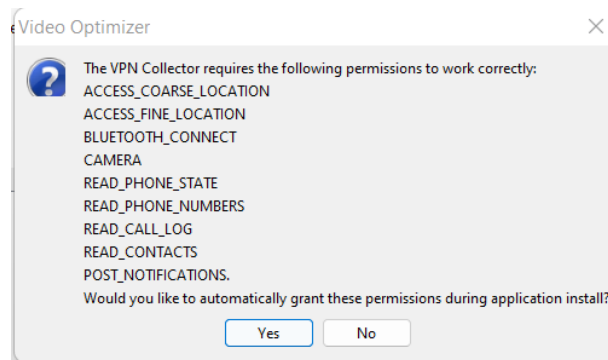 Video Optimizer
The VPN Collector requires the following permissions to work correctly:
ACCESS_COARSE_LOCATION
ACCESS_FINE_LOCATION
BLUETOOTH_CONNECT
CAMERA
READ_PHONE_STATE
READ_PHONE_NUMBERS
READ_CALL_LOG
READ_CONTACTS
POST_NOTIFICATIONS.
Would you like to automatically grant these permissions during application install?
Yes
No